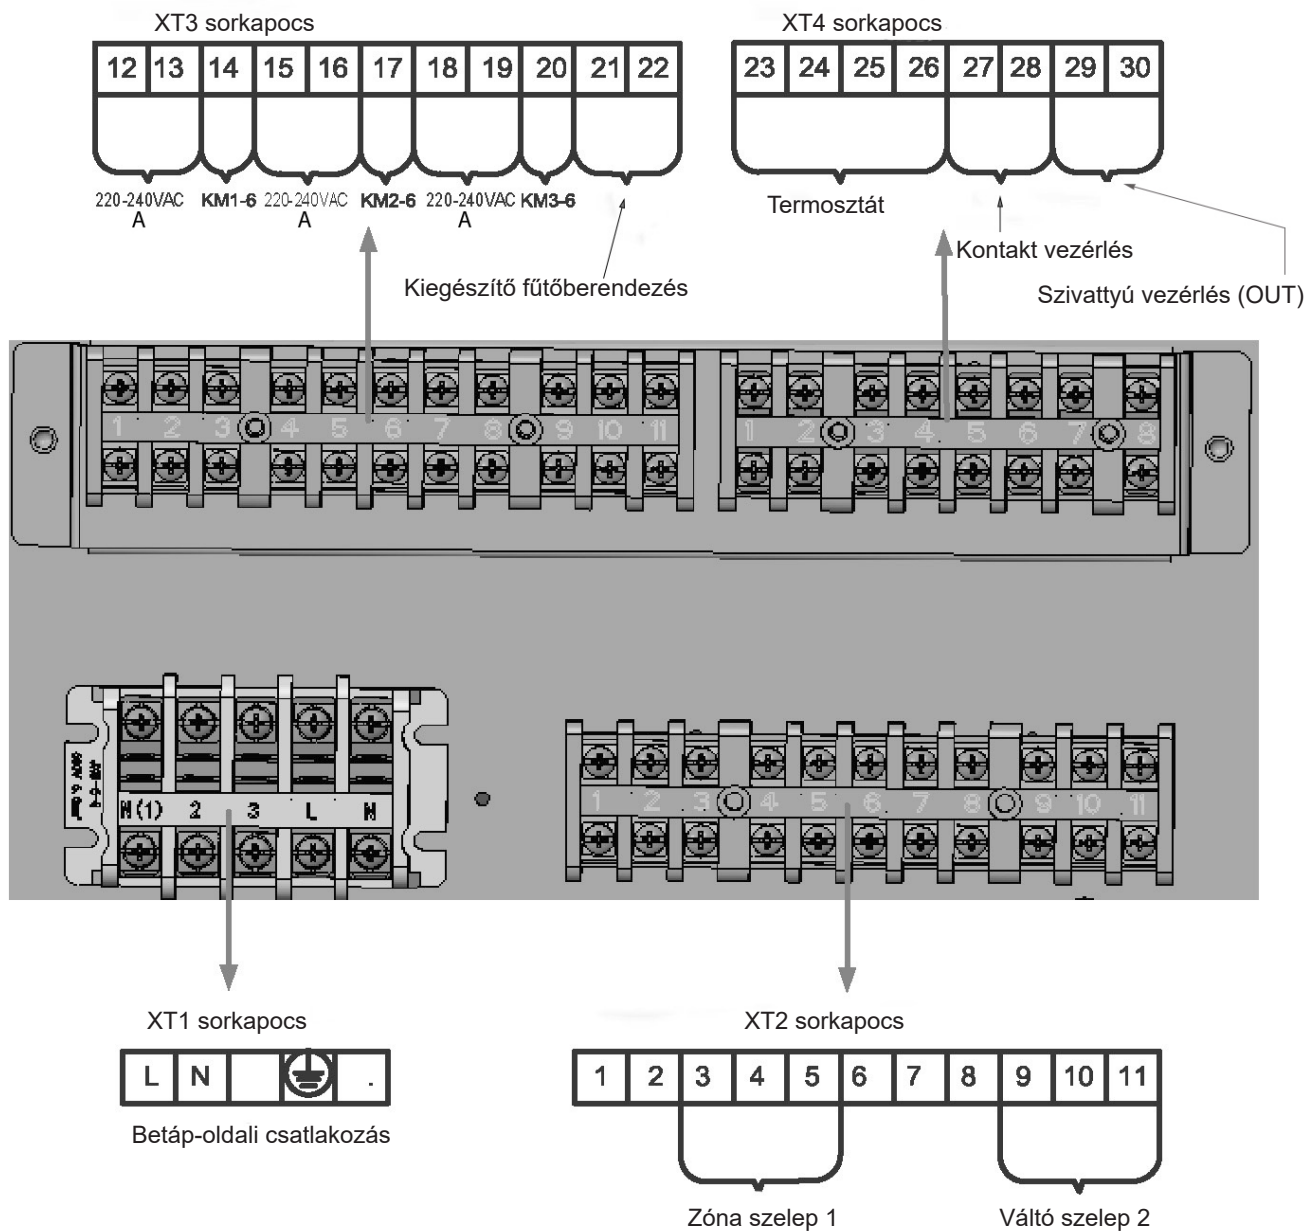 XT3 sorkapocs
XT4 sorkapocs
12 13 14 15 16 17 18 19 20 21 22
23 24 25 26 27 28 29 30
220-240VAC KM1-6 220-240VAC KM2-6 220-240VAC KM3-6
A A A
Termosztát
Kontakt vezérlés
Kiegészítő fűtőberendezés
Szivattyú vezérlés (OUT)
1 2 3 4 5 6 7 8 9 10 11
1 2 3 4 5 6 7 8
N(1) 2 3 L N
1 2 3 4 5 6 7 8 9 10 11
XT1 sorkapocs
XT2 sorkapocs
L N .
1 2 3 4 5 6 7 8 9 10 11
Betáp-oldali csatlakozás
Zóna szelep 1
Váltó szelep 2